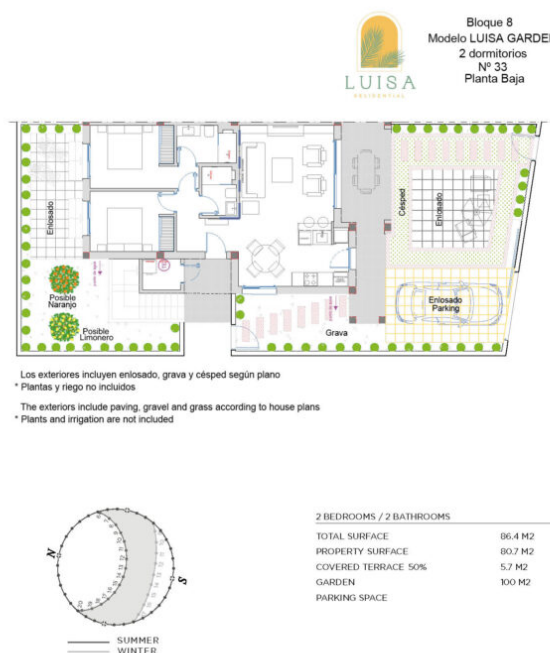 Bloque 8
Modelo LUISA GARDEN
2 dormitorios
Nº 33
Planta Baja
LUISA
RESIDENTIAL
Enlosado
Césped
Enlosado
Posible
Naranjo
Enlosado
Parking
Posible
Limonero
Grava
Los exteriores incluyen enlosado, grava y césped según plano
* Plantas y riego no incluidos
The exteriors include paving, gravel and grass according to house plans
* Plants and irrigation are not included
2 BEDROOMS / 2 BATHROOMS
TOTAL SURFACE 86.4 M2
PROPERTY SURFACE 80.7 M2
COVERED TERRACE 50% 5.7 M2
GARDEN 100 M2
PARKING SPACE
N
S
SUMMER
WINTER